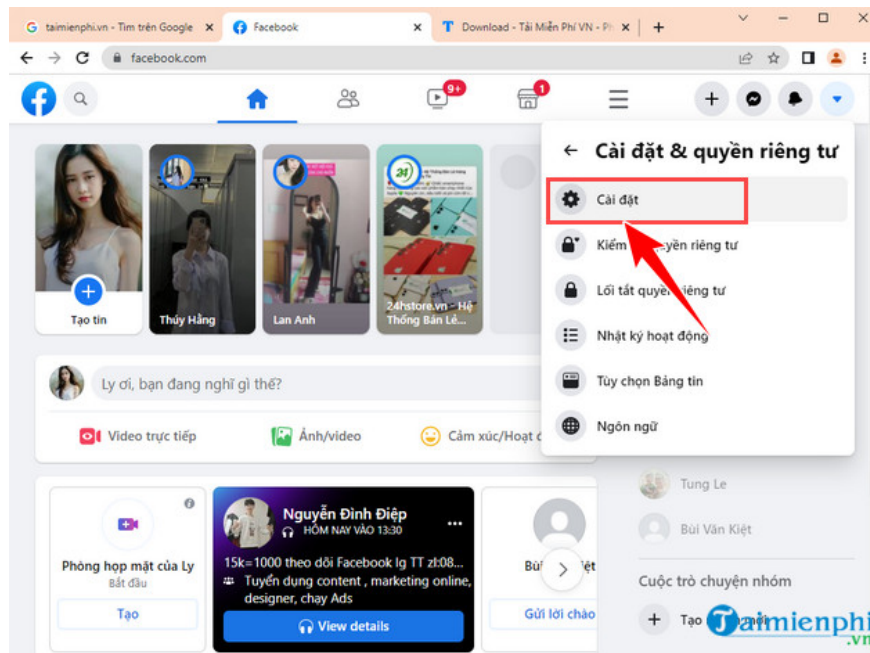 taimienphi.vn - Tìm trên Google
Facebook
Download - Tải Miễn Phí VN - Ph
facebook.com
9+
1
Cài đặt & quyền riêng tư
Cài đặt
Kiểm yền riêng tư
Lối tắt quyề iêng tư
Nhật ký hoạt động
Tùy chọn Bảng tin
Ngôn ngữ
Tạo tin
Thúy Hằng
Lan Anh
24
24hstore.vn - Hệ
Thống Bán Lẻ...
Ly ơi, bạn đang nghĩ gì thế?
Video trực tiếp
Ảnh/video
Cảm xúc/Hoạt đ
Phòng họp mặt của Ly
Bắt đầu
Tạo
Nguyễn Đình Điệp
HÔM NAY VÀO 13:30
15k=1000 theo dõi Facebook Ig TT zl:08...
Tuyển dụng content , marketing online,
designer, chạy Ads
View details
Bù ệt
Gửi lời chào
Tung Le
Bùi Văn Kiệt
Cuộc trò chuyện nhóm
Tạo mới
Taimienphi
.vn